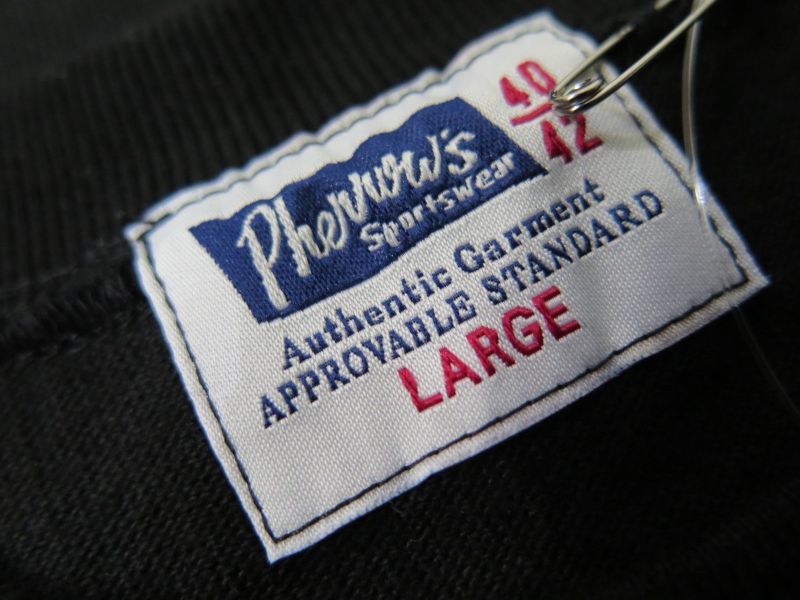 Pherrow's
Sportswear
40
42
Authentic Garment
APPROVABLE STANDARD
LARGE